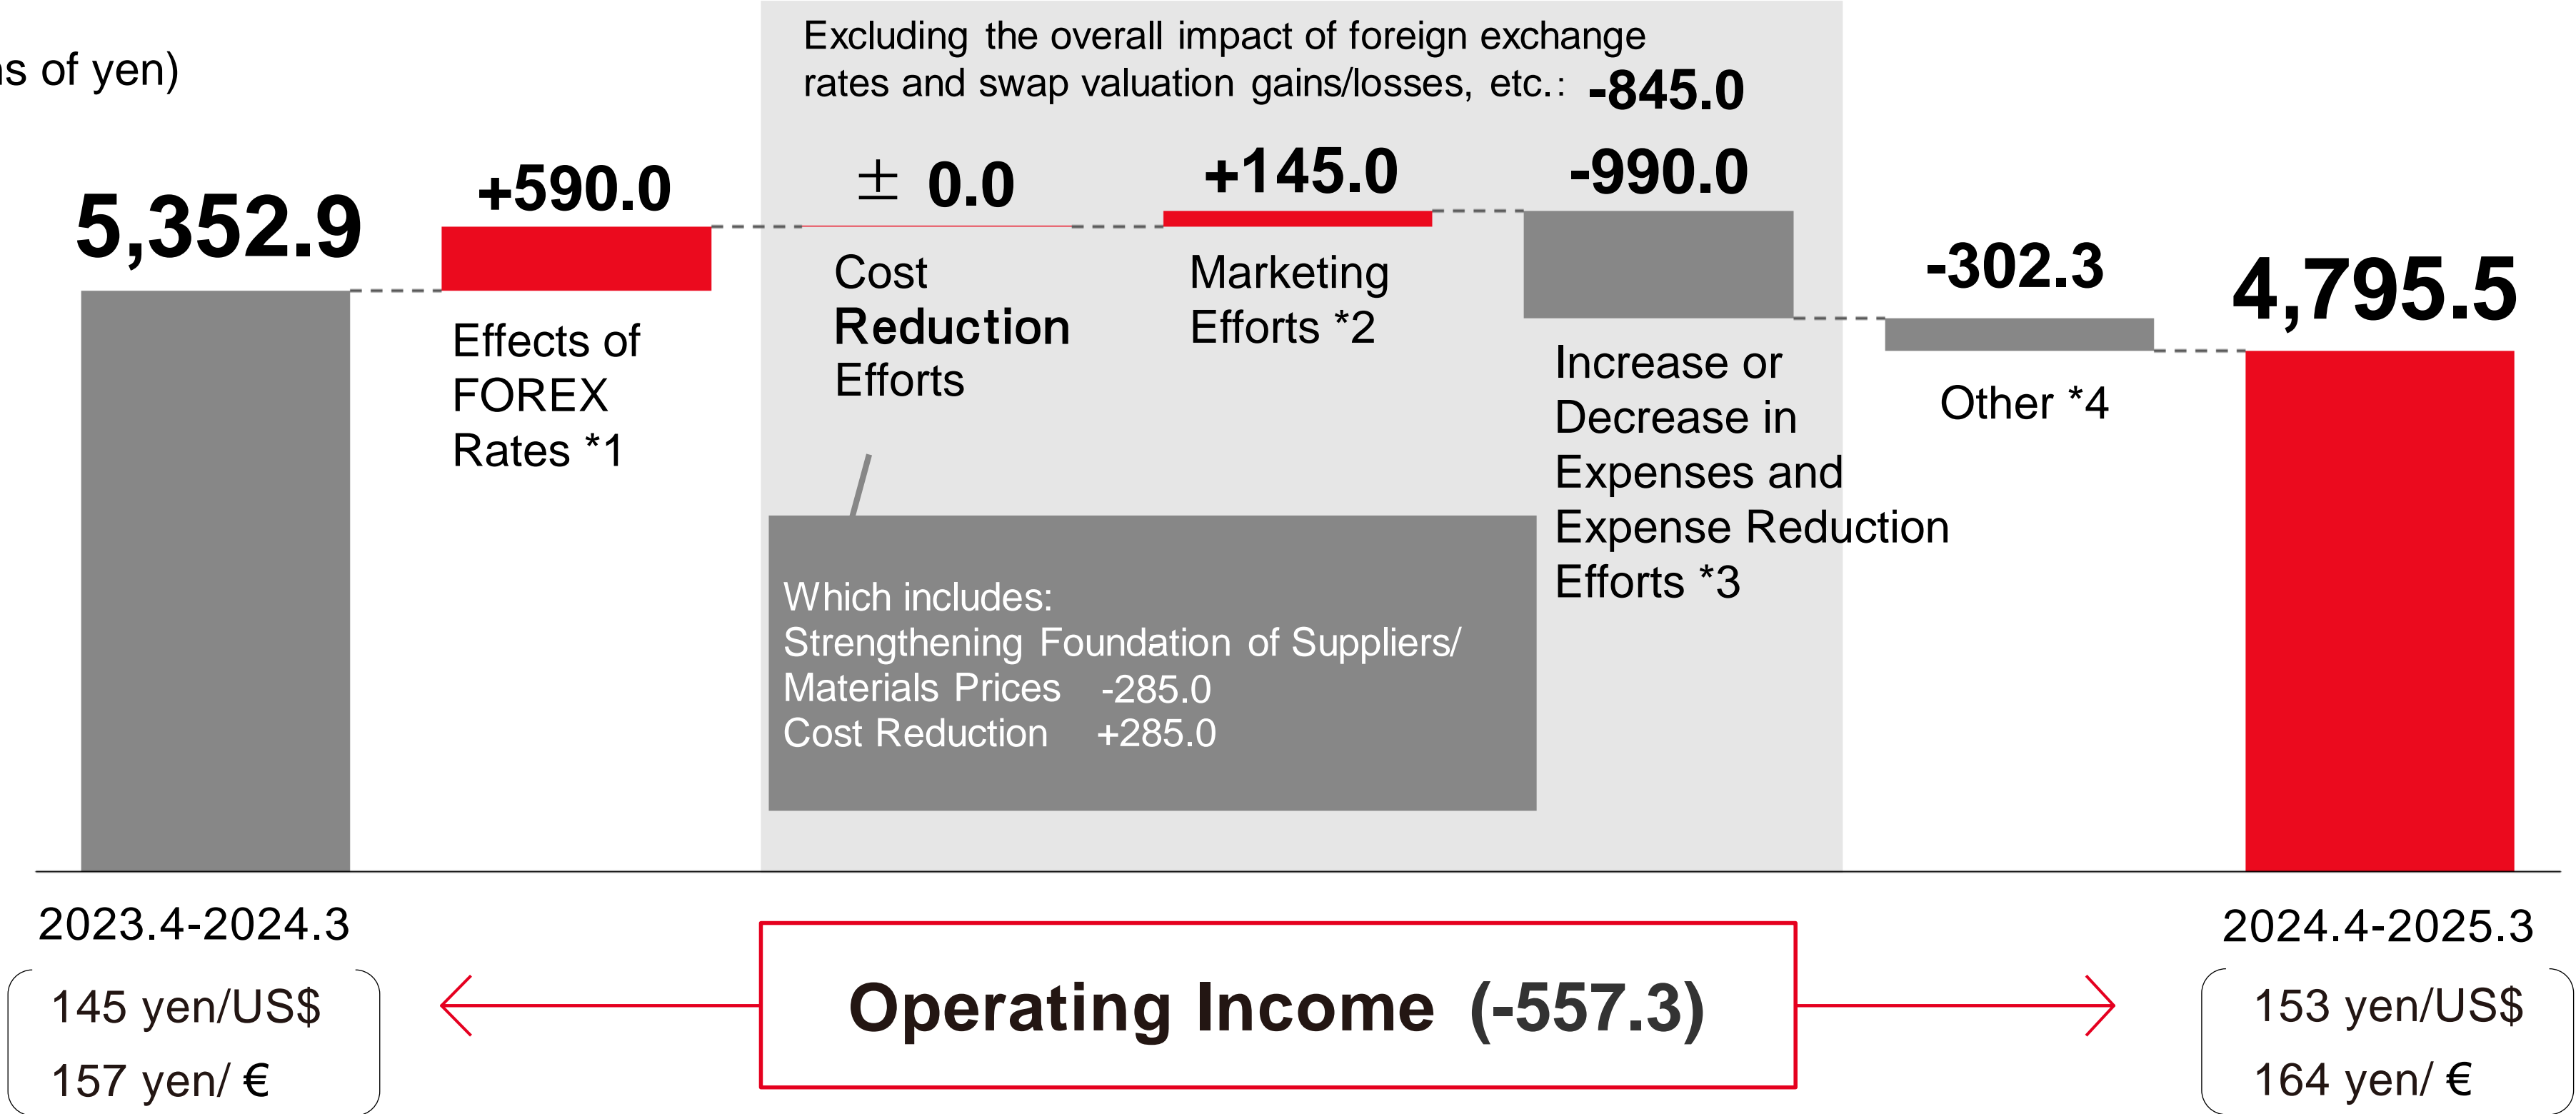 of yen)
Excluding the overall impact of foreign exchange
rates and swap valuation gains/losses, etc.: -845.0
5,352.9
+590.0
± 0.0
+145.0
-990.0
-302.3
4,795.5
Effects of
FOREX
Rates *1
Cost
Reduction
Efforts
Marketing
Efforts *2
Increase or
Decrease in
Expenses and
Expense Reduction
Efforts *3
Other *4
Which includes:
Strengthening Foundation of Suppliers/
Materials Prices -285.0
Cost Reduction +285.0
2023.4-2024.3
145 yen/US$
157 yen/ €
Operating Income (-557.3)
2024.4-2025.3
153 yen/US$
164 yen/ €